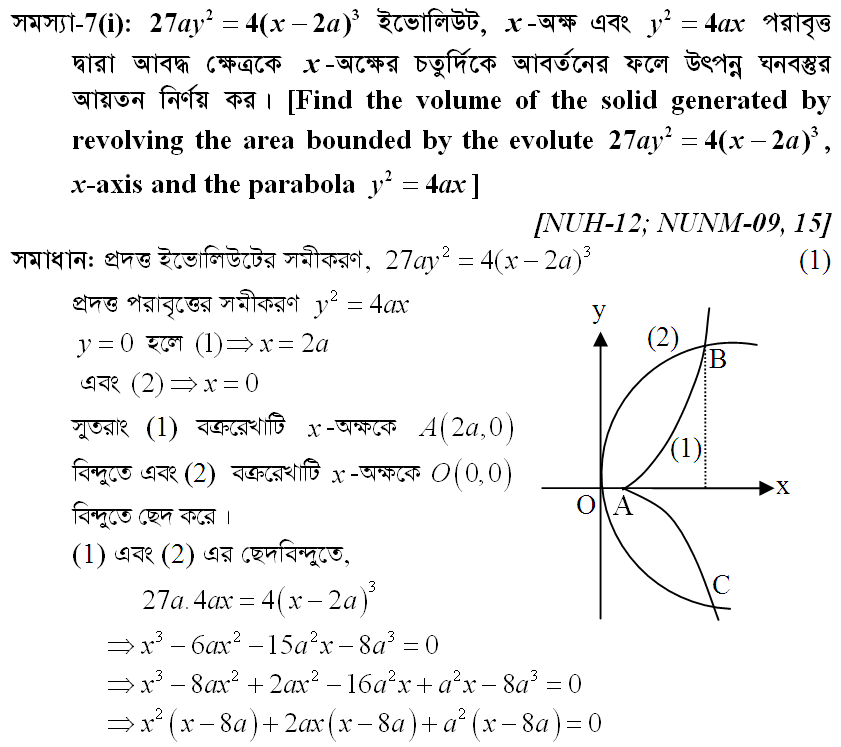 সমস্যা-7(i): 27ay² = 4(x − 2a)³ ইভোলিউট, x -অক্ষ এবং y² = 4ax পরাবৃত্ত
দ্বারা আবদ্ধ ক্ষেত্রকে x -অক্ষের চতুর্দিকে আবর্তনের ফলে উৎপন্ন ঘনবস্তুর
আয়তন নির্ণয় কর। [Find the volume of the solid generated by
revolving the area bounded by the evolute 27ay² = 4(x − 2a)³,
x-axis and the parabola y² = 4ax ]
[NUH-12; NUNM-09, 15]
সমাধান: প্রদত্ত ইভোলিউটের সমীকরণ, 27ay² = 4(x − 2a)³ (1)
প্রদত্ত পরাবৃত্তের সমীকরণ y² = 4ax
y = 0 হলে (1) ⇒ x = 2a
এবং (2) ⇒ x = 0
সুতরাং (1) বক্ররেখাটি x -অক্ষকে A(2a,0)
বিন্দুতে এবং (2) বক্ররেখাটি x -অক্ষকে O(0,0)
বিন্দুতে ছেদ করে।
(1) এবং (2) এর ছেদবিন্দুতে,
27a.4ax = 4(x − 2a)³
⇒ x³ − 6ax² − 15a²x − 8a³ = 0
⇒ x³ − 8ax² + 2ax² − 16a²x + a²x − 8a³ = 0
⇒ x²(x − 8a) + 2ax(x − 8a) + a²(x − 8a) = 0
y
(2)
B
(1)
x
O A
C